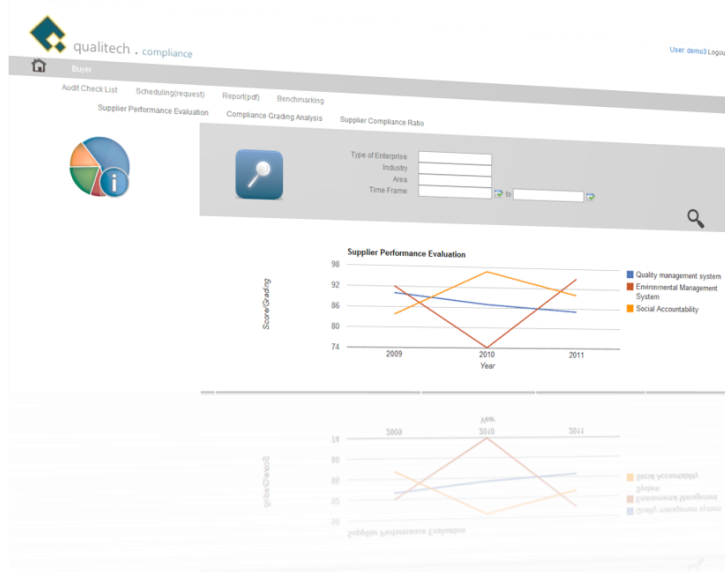 qualitech . compliance
User: demo3 Logou
Buyer
Audit Check List Scheduling(request) Report(pdf) Benchmarking
Supplier Performance Evaluation Compliance Grading Analysis Supplier Compliance Ratio
i
Type of Enterprise
Industry
Area
Time Frame to
Supplier Performance Evaluation
Score/Grading
98
92
86
80
74
2009 2010 2011
Year
Quality management system
Environmental Management
System
Social Accountability